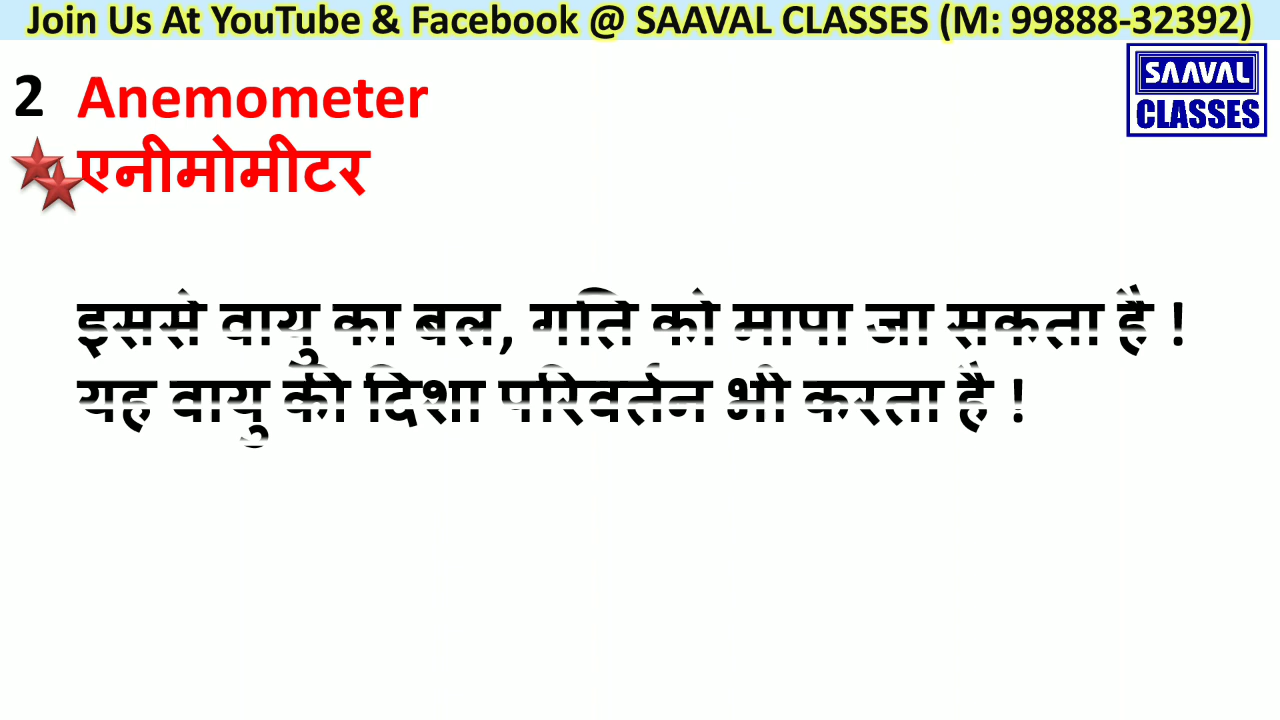 Join Us At YouTube & Facebook @ SAAVAL CLASSES (M: 99888-32392)
SAAVAL
CLASSES
2 Anemometer
एनीमोमीटर
इससे वायु का बल, गति को मापा जा सकता है !
यह वायु की दिशा परिवर्तन भी करता है !